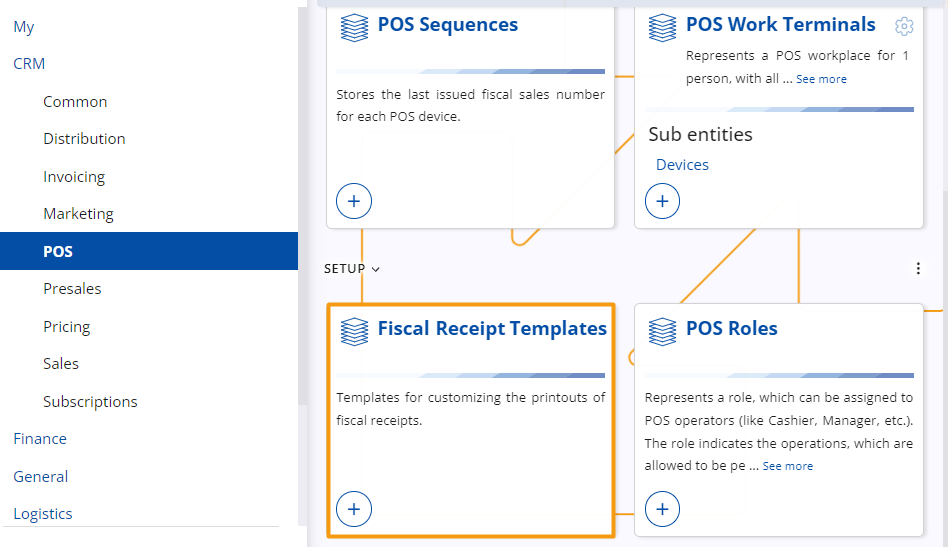 My
CRM
Common
Distribution
Invoicing
Marketing
POS
Presales
Pricing
Sales
Subscriptions
Finance
General
Logistics
POS Sequences
Stores the last issued fiscal sales number
for each POS device.
POS Work Terminals
Represents a POS workplace for 1
person, with all ... See more
Sub entities
Devices
SETUP
Fiscal Receipt Templates
Templates for customizing the printouts of
fiscal receipts.
POS Roles
Represents a role, which can be assigned to
POS operators (like Cashier, Manager, etc.).
The role indicates the operations, which are
allowed to be pe ... See more